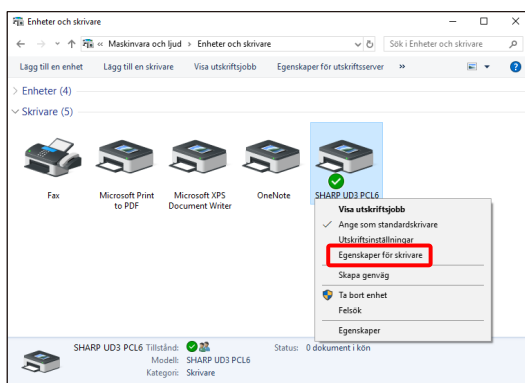 Enheter och skrivare
« Maskinvara och ljud › Enheter och skrivare
Sök i Enheter och skrivare
Lägg till en enhet Lägg till en skrivare Visa utskriftsjobb Egenskaper för utskriftsserver »
Enheter (4)
Skrivare (5)
Fax
Microsoft Print to PDF
Microsoft XPS Document Writer
OneNote
SHARP UD3 PCL6
Visa utskriftsjobb
Ange som standardskrivare
Utskriftsinställningar
Egenskaper för skrivare
Skapa genväg
Ta bort enhet
Felsök
Egenskaper
SHARP UD3 PCL6 Tillstånd: Status: 0 dokument i kön
Modell: SHARP UD3 PCL6
Kategori: Skrivare